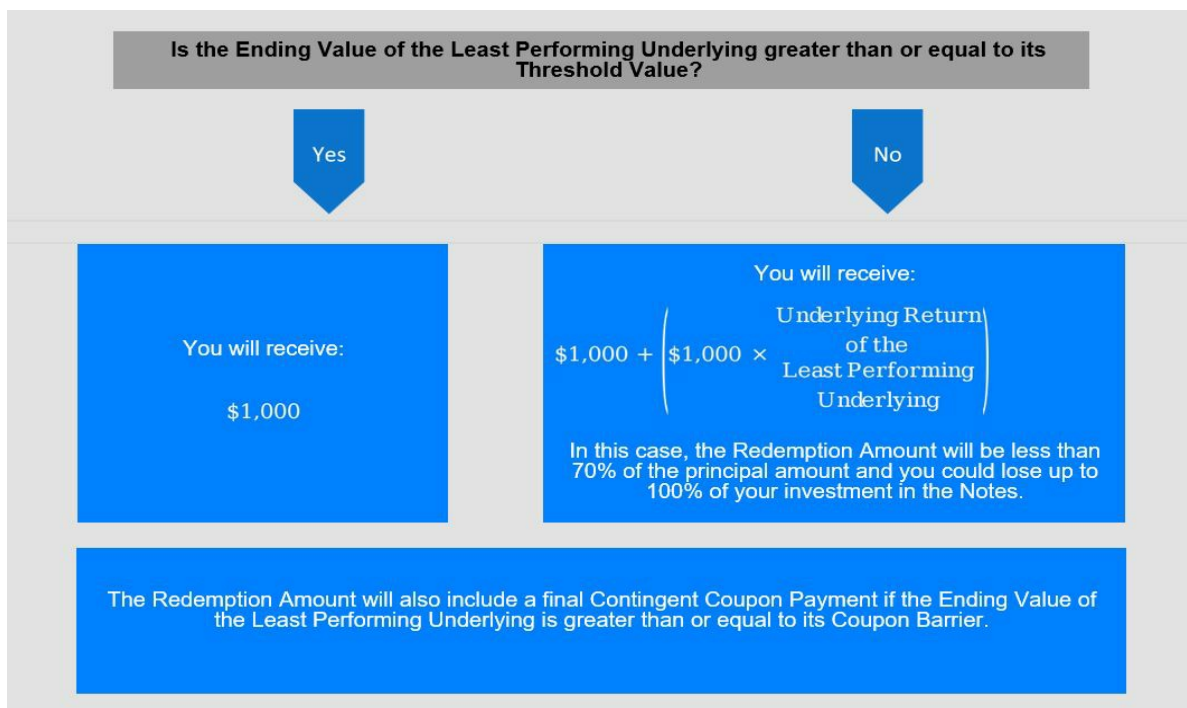 Is the Ending Value of the Least Performing Underlying greater than or equal to its
Threshold Value?
Yes
No
You will receive:
$1,000
You will receive:
$1,000 + ($1,000 × Underlying Return
of the
Least Performing
Underlying)
In this case, the Redemption Amount will be less than
70% of the principal amount and you could lose up to
100% of your investment in the Notes.
The Redemption Amount will also include a final Contingent Coupon Payment if the Ending Value of
the Least Performing Underlying is greater than or equal to its Coupon Barrier.